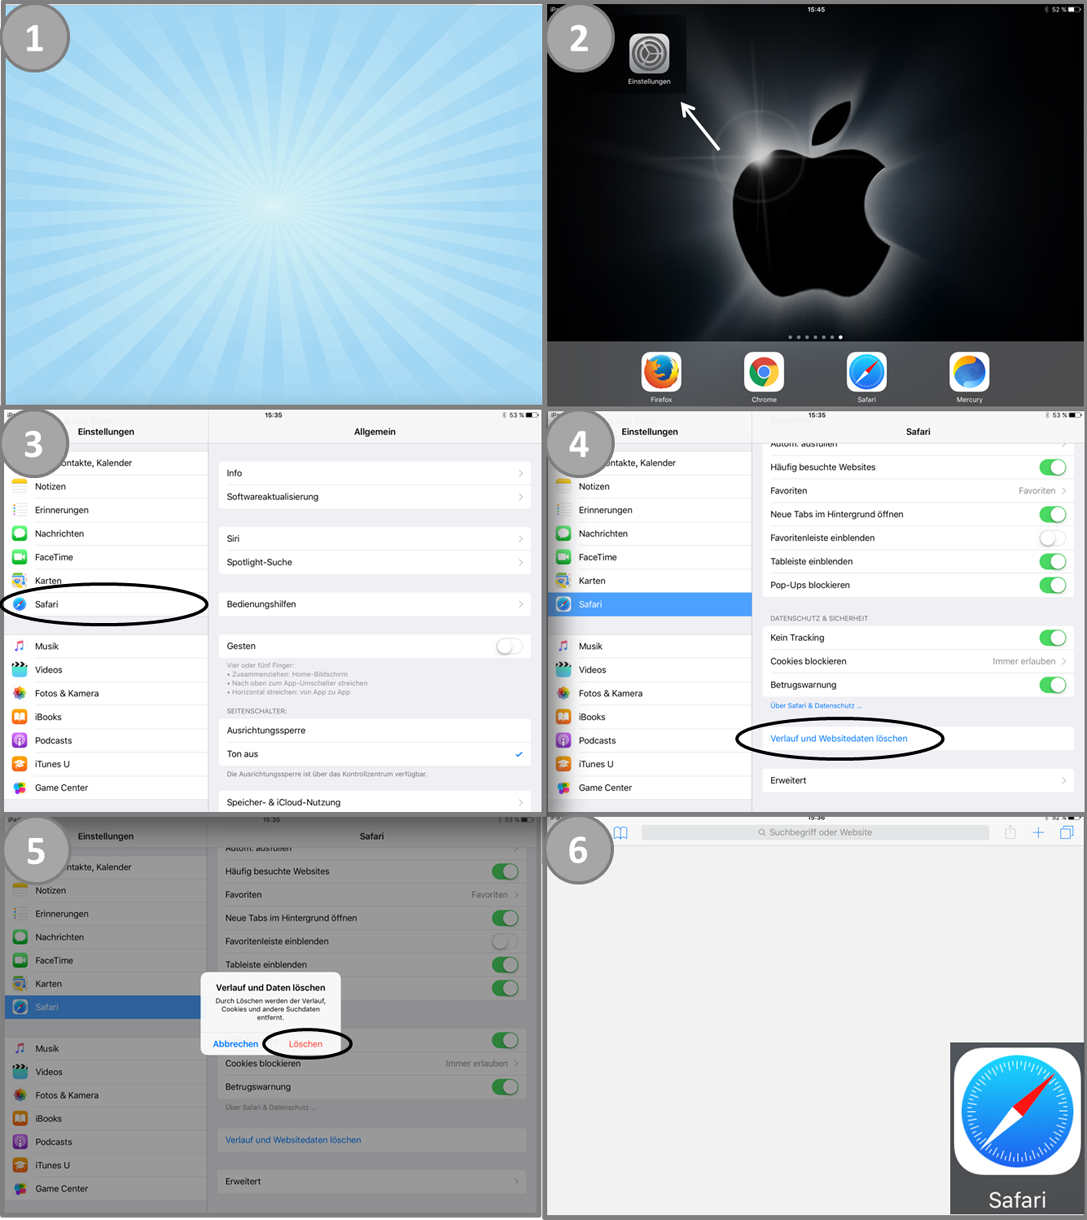 1
2
15:45
52 %
Einstellungen
Firefox
Chrome
Safari
Mercury
3
15:35
53 %
Einstellungen
Allgemein
Kalender
Notizen
Erinnerungen
Nachrichten
FaceTime
Karten
Safari
Musik
Videos
Fotos & Kamera
iBooks
Podcasts
iTunes U
Game Center
Info
Softwareaktualisierung
Siri
Spotlight-Suche
Bedienungshilfen
Gesten
Vier oder fünf Finger:
• Zusammenziehen: Home-Bildschirm
• Nach oben zum App-Umschalter streichen
• Horizontal streichen: von App zu App
SEITENSCHALTER:
Ausrichtungssperre
Ton aus
Die Ausrichtungssperre ist über das Kontrollzentrum verfügbar.
Speicher- & iCloud-Nutzung
4
15:35
53 %
Einstellungen
Safari
Kalender
Notizen
Erinnerungen
Nachrichten
FaceTime
Karten
Safari
Musik
Videos
Fotos & Kamera
iBooks
Podcasts
iTunes U
Game Center
Autom. ausfüllen
Häufig besuchte Websites
Favoriten Favoriten
Neue Tabs im Hintergrund öffnen
Favoritenleiste einblenden
Tableiste einblenden
Pop-Ups blockieren
DATENSCHUTZ & SICHERHEIT
Kein Tracking
Cookies blockieren Immer erlauben
Betrugswarnung
Über Safari & Datenschutz ...
Verlauf und Websitedaten löschen
Erweitert
5
15:35
53 %
Einstellungen
Safari
Kalender
Notizen
Erinnerungen
Nachrichten
FaceTime
Karten
Safari
Musik
Videos
Fotos & Kamera
iBooks
Podcasts
iTunes U
Game Center
Autom. ausfüllen
Häufig besuchte Websites
Favoriten Favoriten
Neue Tabs im Hintergrund öffnen
Favoritenleiste einblenden
Tableiste einblenden
Verlauf und Daten löschen
Durch Löschen werden der Verlauf,
Cookies und andere Suchdaten
entfernt.
Abbrechen Löschen
Cookies blockieren Immer erlauben
Betrugswarnung
Über Safari & Datenschutz ...
Verlauf und Websitedaten löschen
Erweitert
6
15:36
52 %
Suchbegriff oder Website
Safari